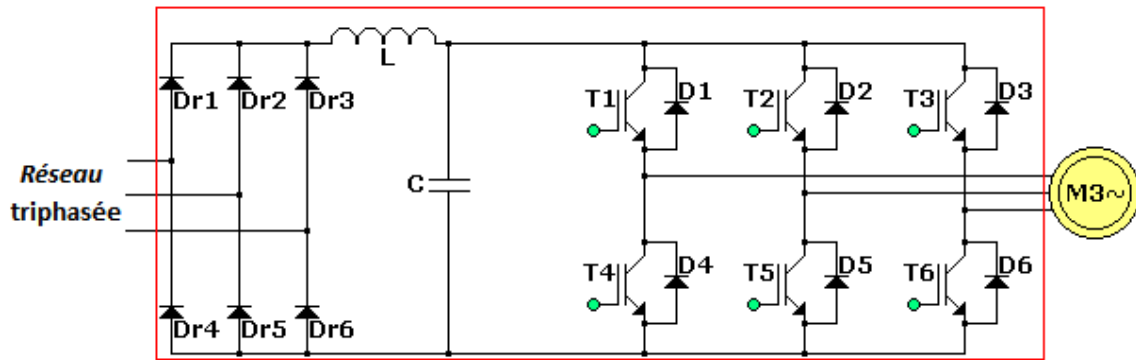 L
Dr1
Dr2
Dr3
T1
D1
T2
D2
T3
D3
Réseau
triphasée
C
M3~
T4
D4
T5
D5
T6
D6
Dr4
Dr5
Dr6